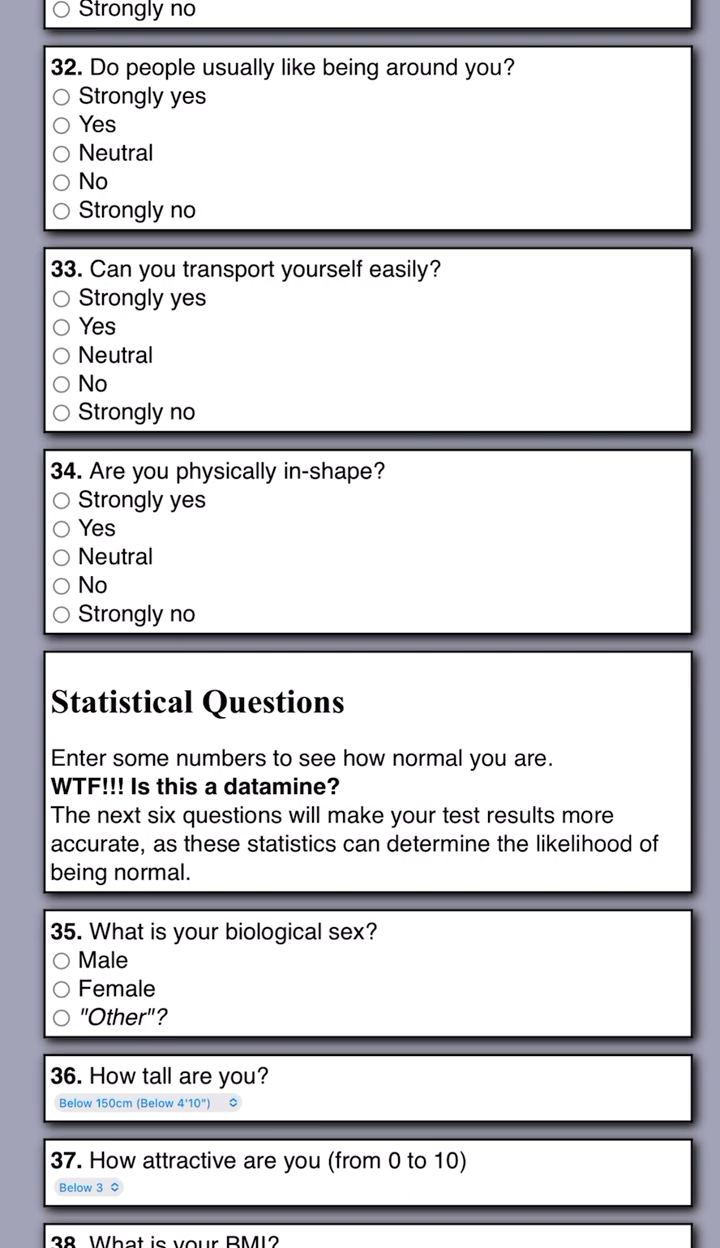 Strongly no
32. Do people usually like being around you?
Strongly yes
Yes
Neutral
No
Strongly no
33. Can you transport yourself easily?
Strongly yes
Yes
Neutral
No
Strongly no
34. Are you physically in-shape?
Strongly yes
Yes
Neutral
No
Strongly no
Statistical Questions
Enter some numbers to see how normal you are.
WTF!!! Is this a datamine?
The next six questions will make your test results more
accurate, as these statistics can determine the likelihood of
being normal.
35. What is your biological sex?
Male
Female
"Other"?
36. How tall are you?
Below 150cm (Below 4'10")
37. How attractive are you (from 0 to 10)
Below 3
38. What is your BMI?